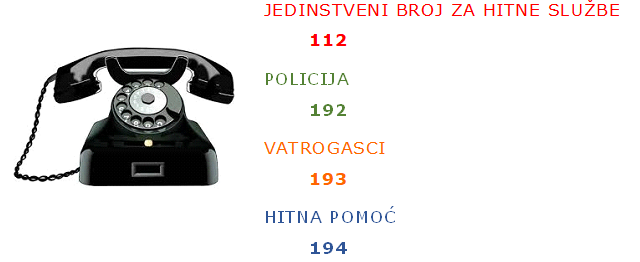 JEDINSTVENI BROJ ZA HITNE SLUŽBE
112
POLICIJA
192
VATROGASCI
193
HITNA POMOĆ
194